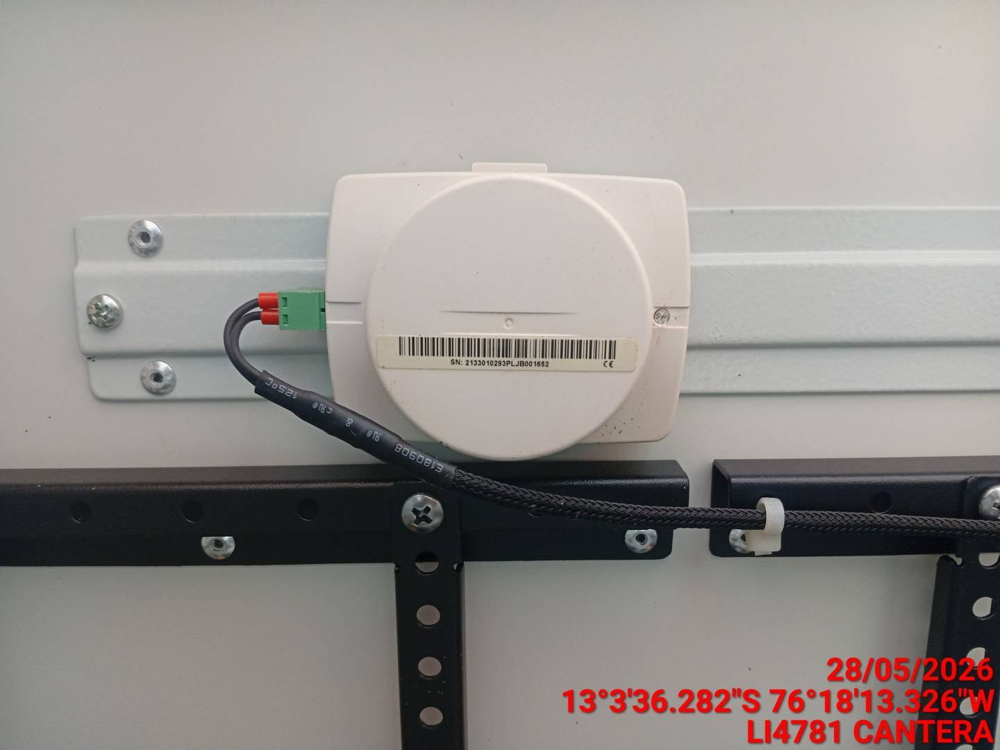 SN: 2133010293PLJB001652
CE
125°C
E180908
28/05/2026
13°3'36.282"S 76°18'13.326"W
LI4781 CANTERA